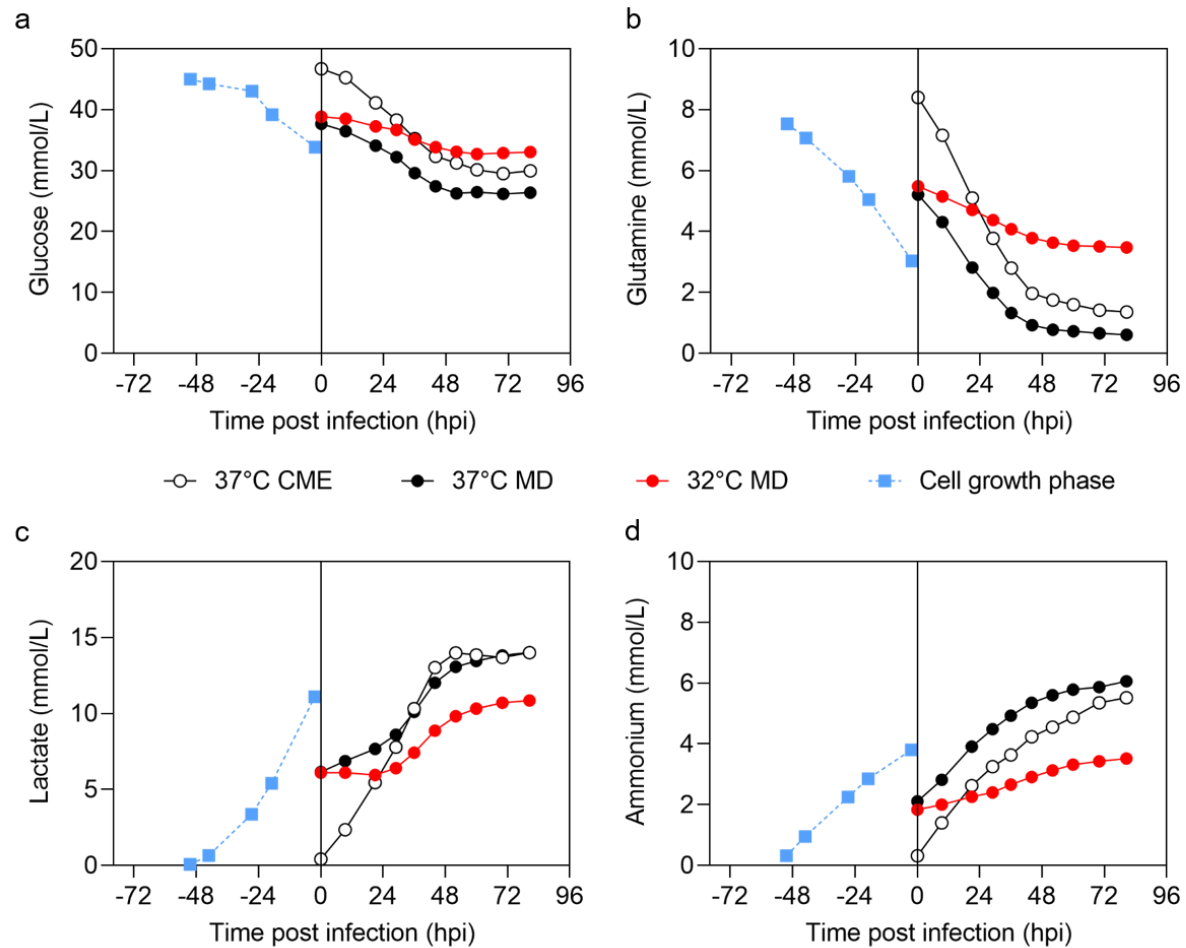 a
50
40
30
20
10
0
Glucose (mmol/L)
-72 -48 -24 0 24 48 72 96
Time post infection (hpi)
b
10
8
6
4
2
0
Glutamine (mmol/L)
-72 -48 -24 0 24 48 72 96
Time post infection (hpi)
37°C CME 37°C MD 32°C MD Cell growth phase
c
20
15
10
5
0
Lactate (mmol/L)
-72 -48 -24 0 24 48 72 96
Time post infection (hpi)
d
10
8
6
4
2
0
Ammonium (mmol/L)
-72 -48 -24 0 24 48 72 96
Time post infection (hpi)